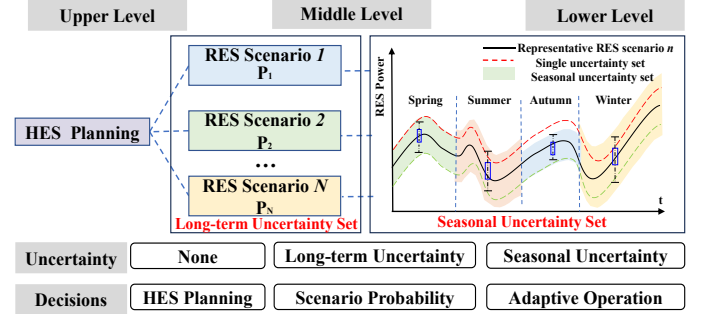 Upper Level
Middle Level
Lower Level
HES Planning
RES Scenario 1
P1
RES Scenario 2
P2
...
RES Scenario N
PN
Long-term Uncertainty Set
RES Power
Representative RES scenario n
Single uncertainty set
Seasonal uncertainty set
Spring
Summer
Autumn
Winter
t
Seasonal Uncertainty Set
Uncertainty
None
Long-term Uncertainty
Seasonal Uncertainty
Decisions
HES Planning
Scenario Probability
Adaptive Operation